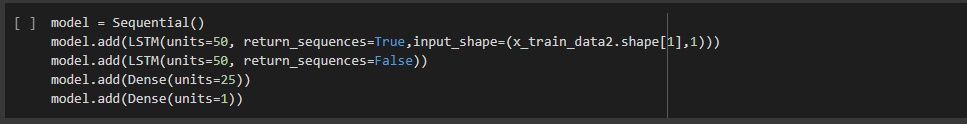 [ ] model = Sequential()
model.add(LSTM(units=50, return_sequences=True,input_shape=(x_train_data2.shape[1],1)))
model.add(LSTM(units=50, return_sequences=False))
model.add(Dense(units=25))
model.add(Dense(units=1))